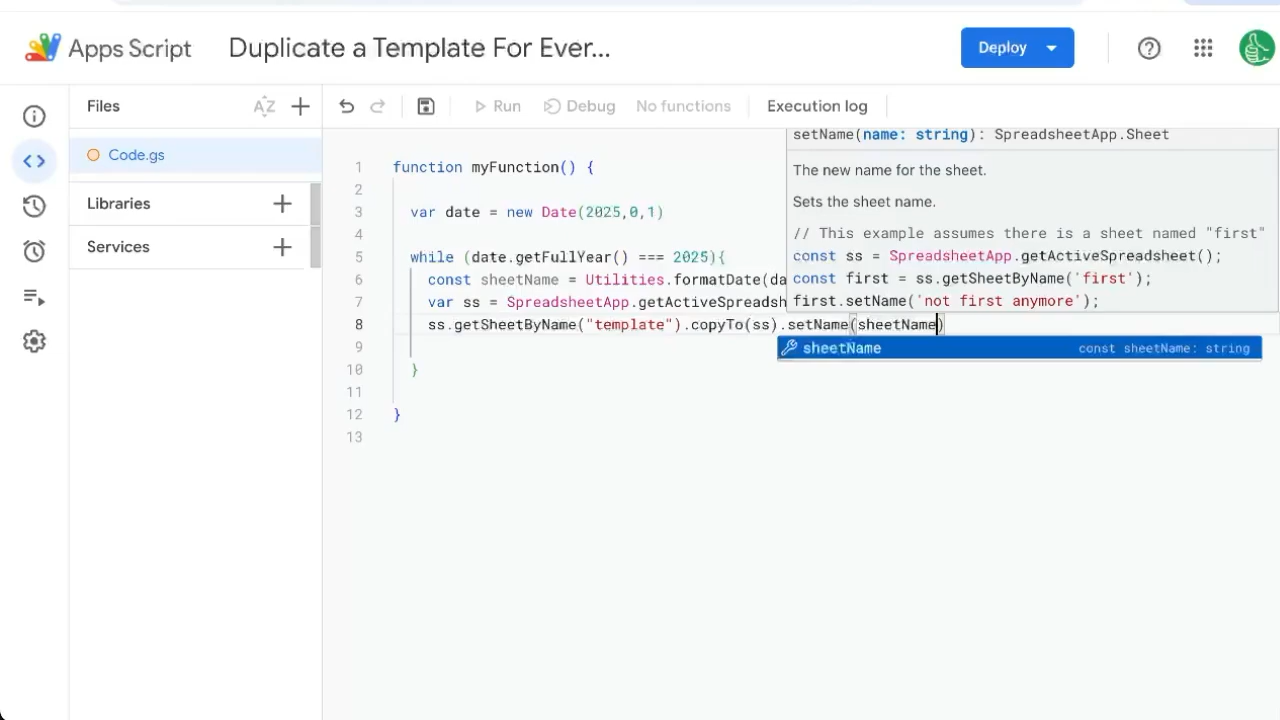 Apps Script
Duplicate a Template For Ever...
Deploy
Files
AZ
Run
Debug
No functions
Execution log
Code.gs
Libraries
Services
1 function myFunction() {
2
3 var date = new Date(2025,0,1)
4
5 while (date.getFullYear() === 2025){
6 const sheetName = Utilities.formatDate(da
7 var ss = SpreadsheetApp.getActiveSpreadsh
8 ss.getSheetByName("template").copyTo(ss).setName(sheetName)
9
10 }
11
12 }
13
setName(name: string): SpreadsheetApp.Sheet
The new name for the sheet.
Sets the sheet name.
// This example assumes there is a sheet named "first"
const ss = SpreadsheetApp.getActiveSpreadsheet();
const first = ss.getSheetByName('first');
first.setName('not first anymore');
sheetName const sheetName: string